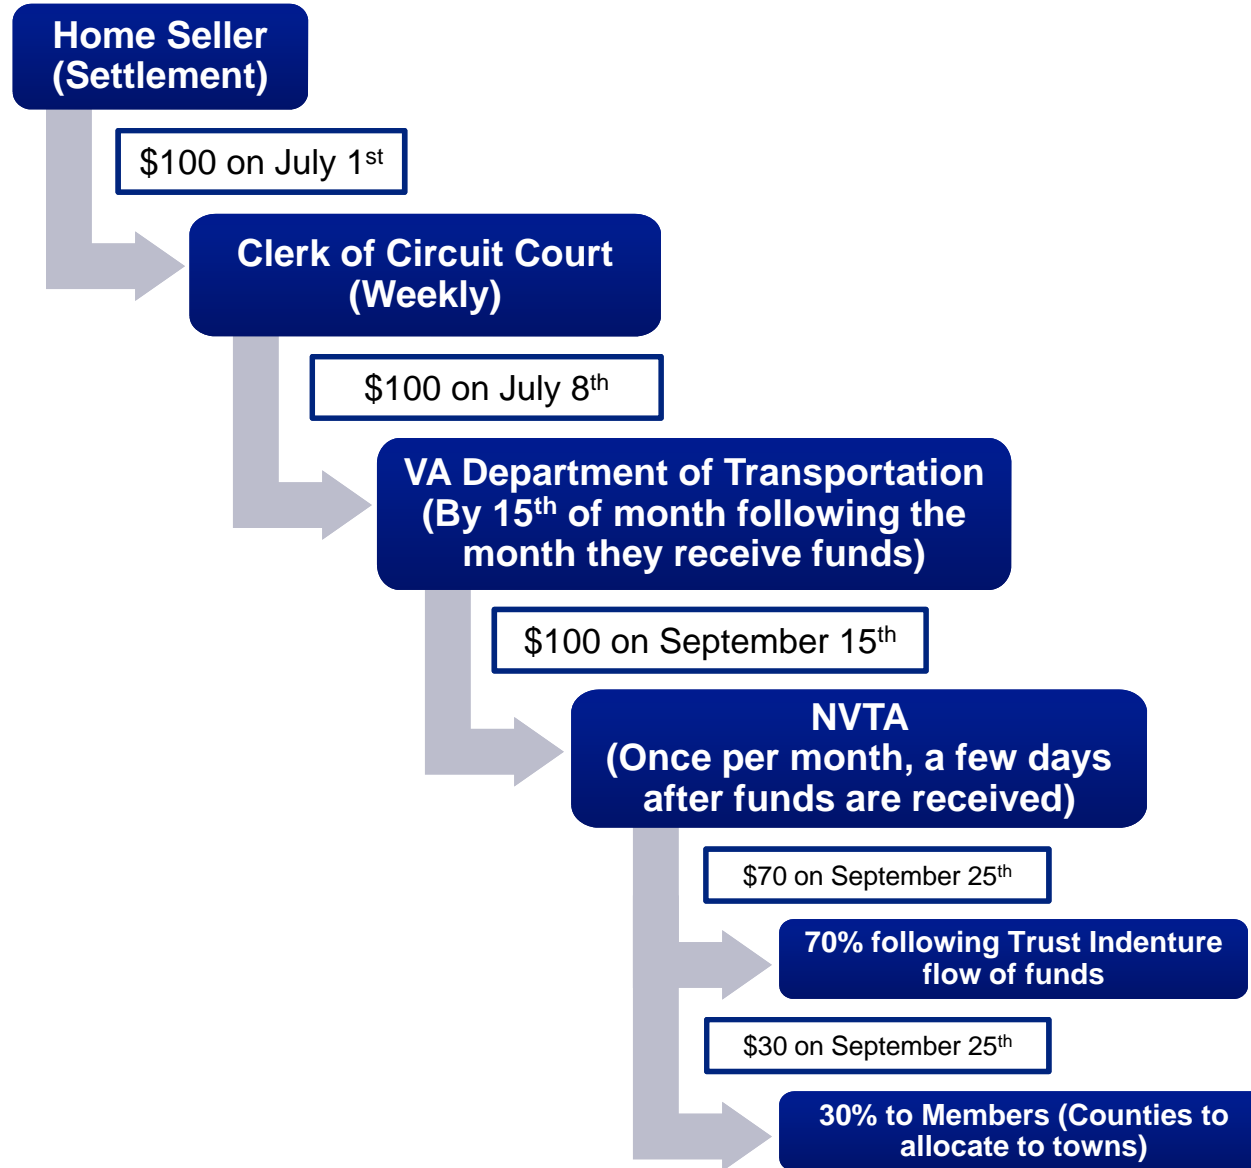 Home Seller
(Settlement)
$100 on July 1st
Clerk of Circuit Court
(Weekly)
$100 on July 8th
VA Department of Transportation
(By 15th of month following the
month they receive funds)
$100 on September 15th
NVTA
(Once per month, a few days
after funds are received)
$70 on September 25th
70% following Trust Indenture
flow of funds
$30 on September 25th
30% to Members (Counties to
allocate to towns)